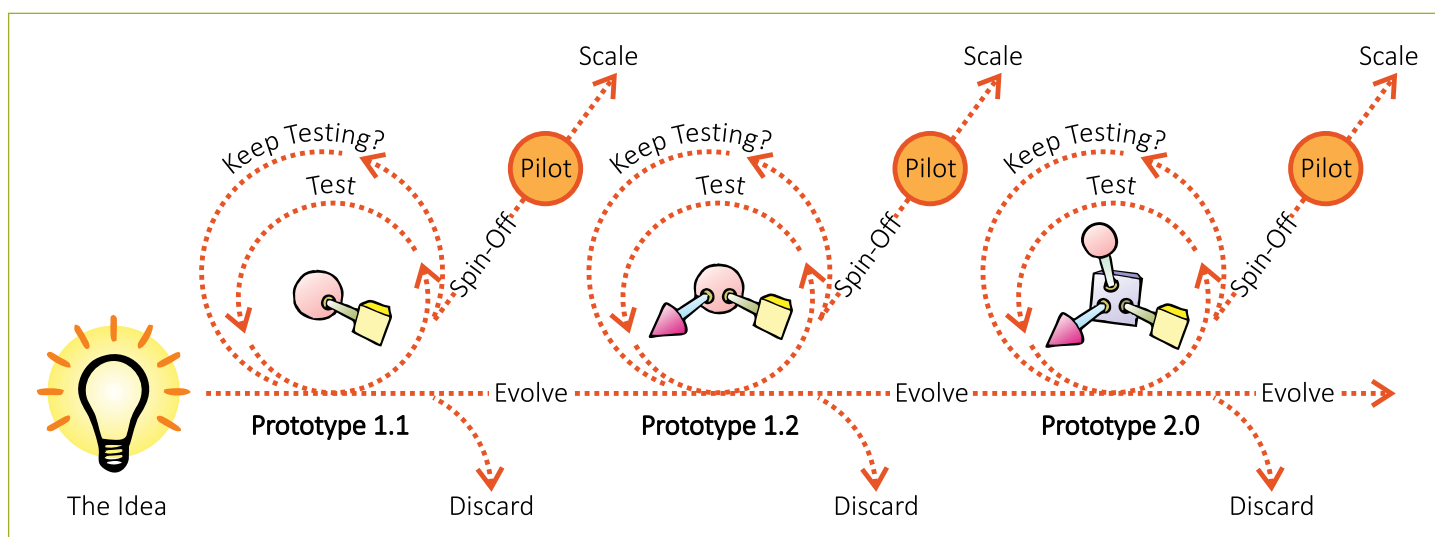 Scale
Scale
Scale
Keep Testing?
Keep Testing?
Keep Testing?
Pilot
Pilot
Pilot
Test
Test
Test
Spin-Off
Spin-Off
Spin-Off
Evolve
Evolve
Evolve
Prototype 1.1
Prototype 1.2
Prototype 2.0
The Idea
Discard
Discard
Discard